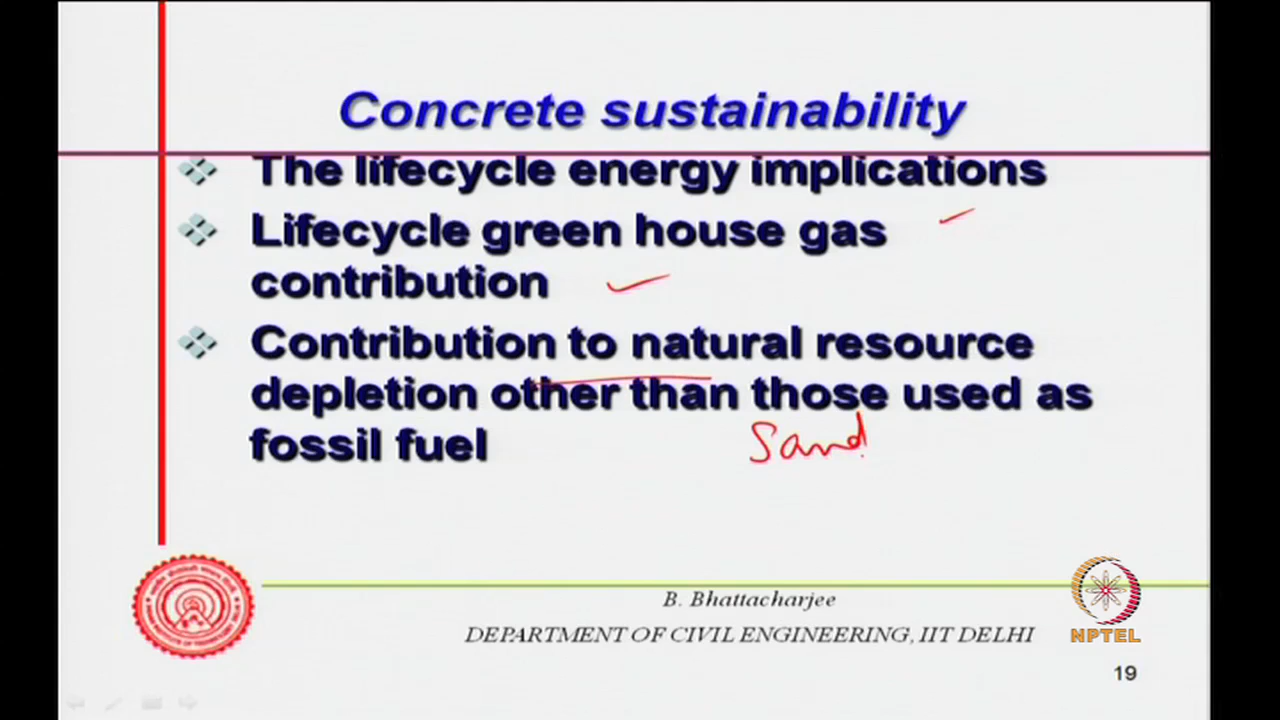 Concrete sustainability
The lifecycle energy implications
Lifecycle green house gas
contribution
Contribution to natural resource
depletion other than those used as
fossil fuel
Sand
B. Bhattacharjee
DEPARTMENT OF CIVIL ENGINEERING, IIT DELHI
NPTEL
19